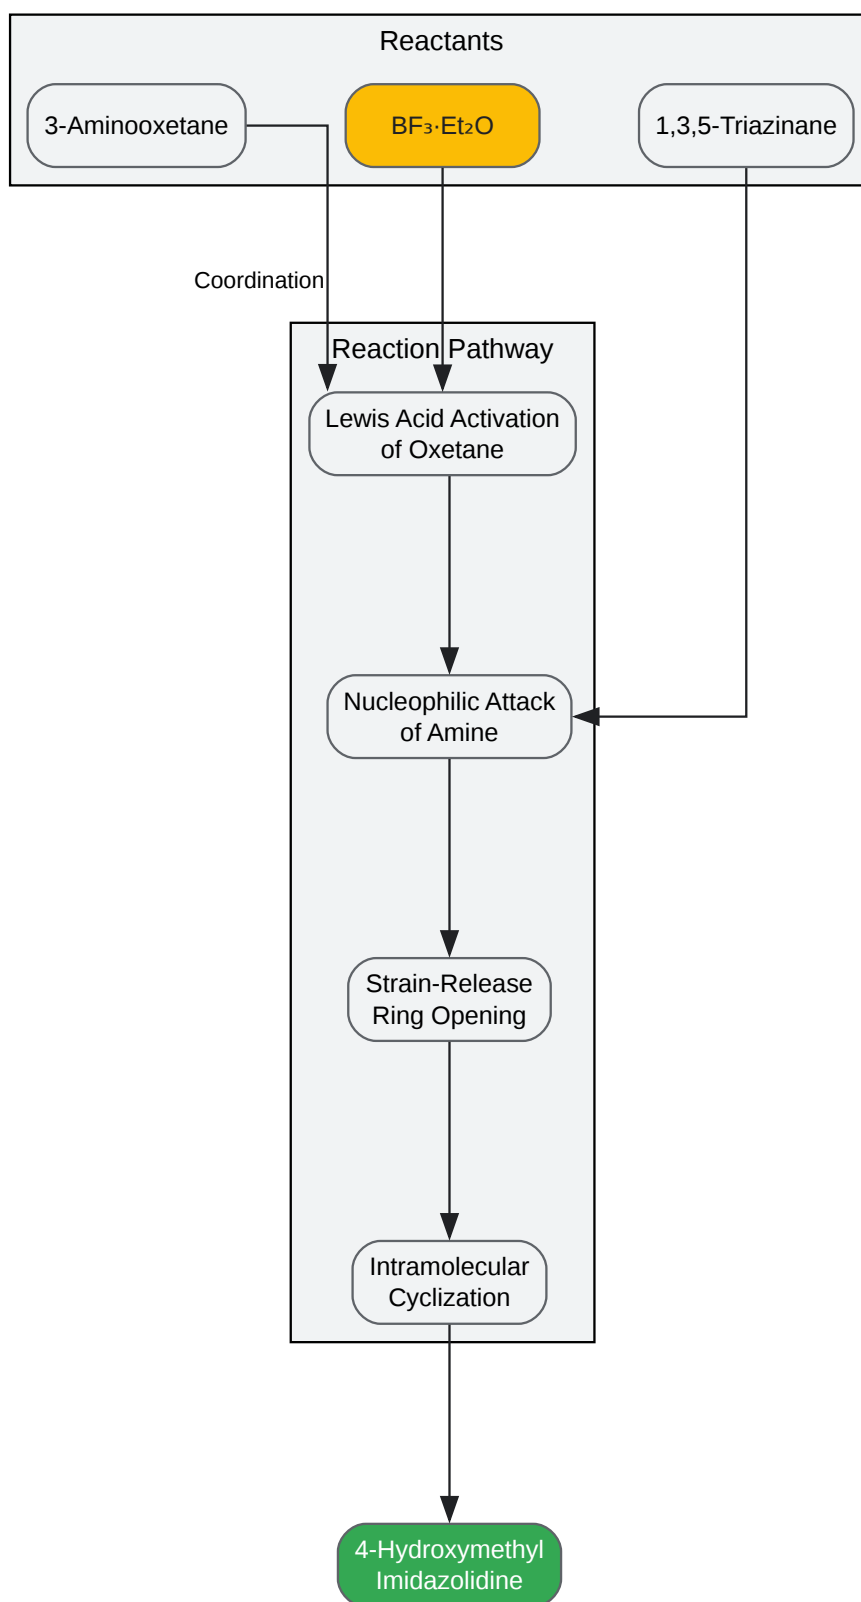 Reactants
3-Aminooxetane
BF₃·Et₂O
1,3,5-Triazinane
Coordination
Reaction Pathway
Lewis Acid Activation
of Oxetane
Nucleophilic Attack
of Amine
Strain-Release
Ring Opening
Intramolecular
Cyclization
4-Hydroxymethyl
Imidazolidine